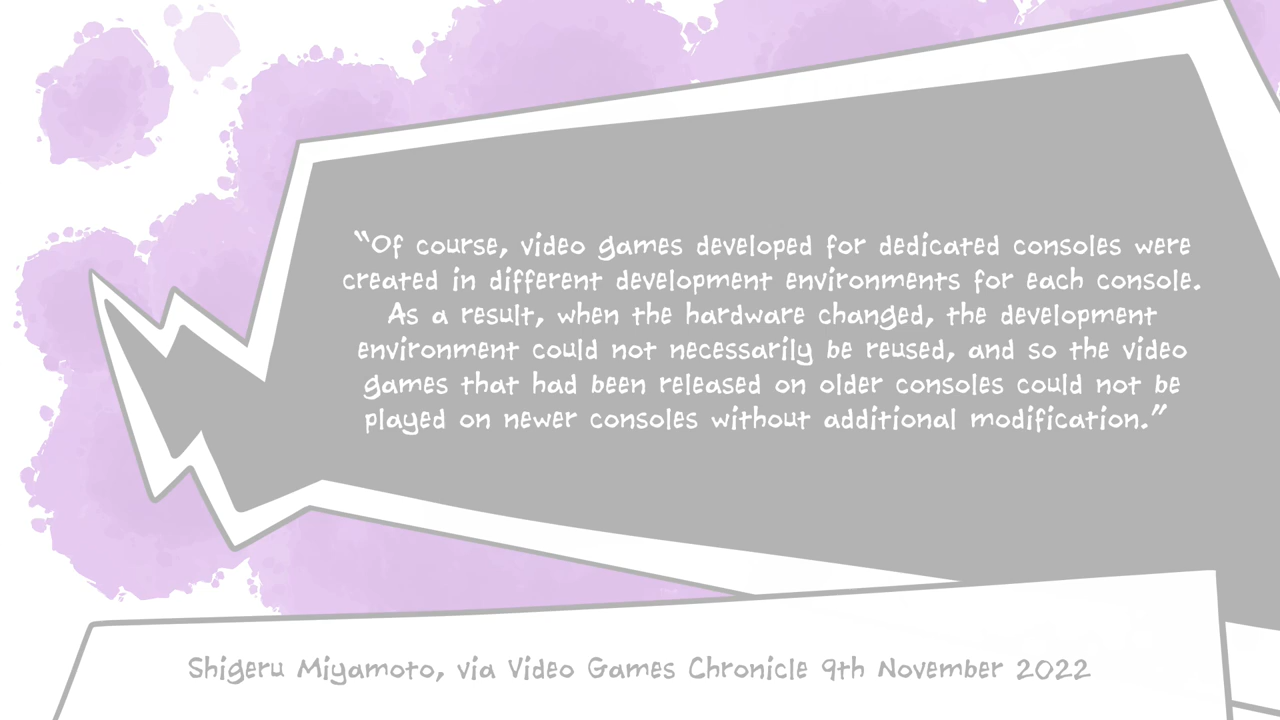 “Of course, video games developed for dedicated consoles were
created in different development environments for each console.
As a result, when the hardware changed, the development
environment could not necessarily be reused, and so the video
games that had been released on older consoles could not be
played on newer consoles without additional modification.”
Shigeru Miyamoto, via Video Games Chronicle 9th November 2022